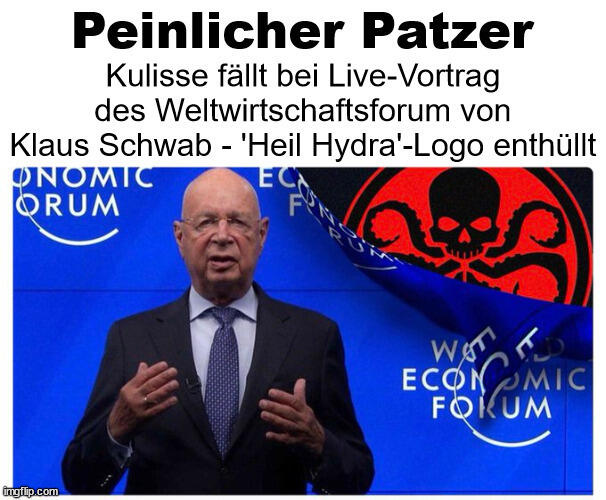 Peinlicher Patzer
Kulisse fällt bei Live-Vortrag
des Weltwirtschaftsforum von
Klaus Schwab - 'Heil Hydra'-Logo enthüllt
ONOMIC
ORUM
EC
F
RUM
ECONOMIC
FORUM
imgflip.com